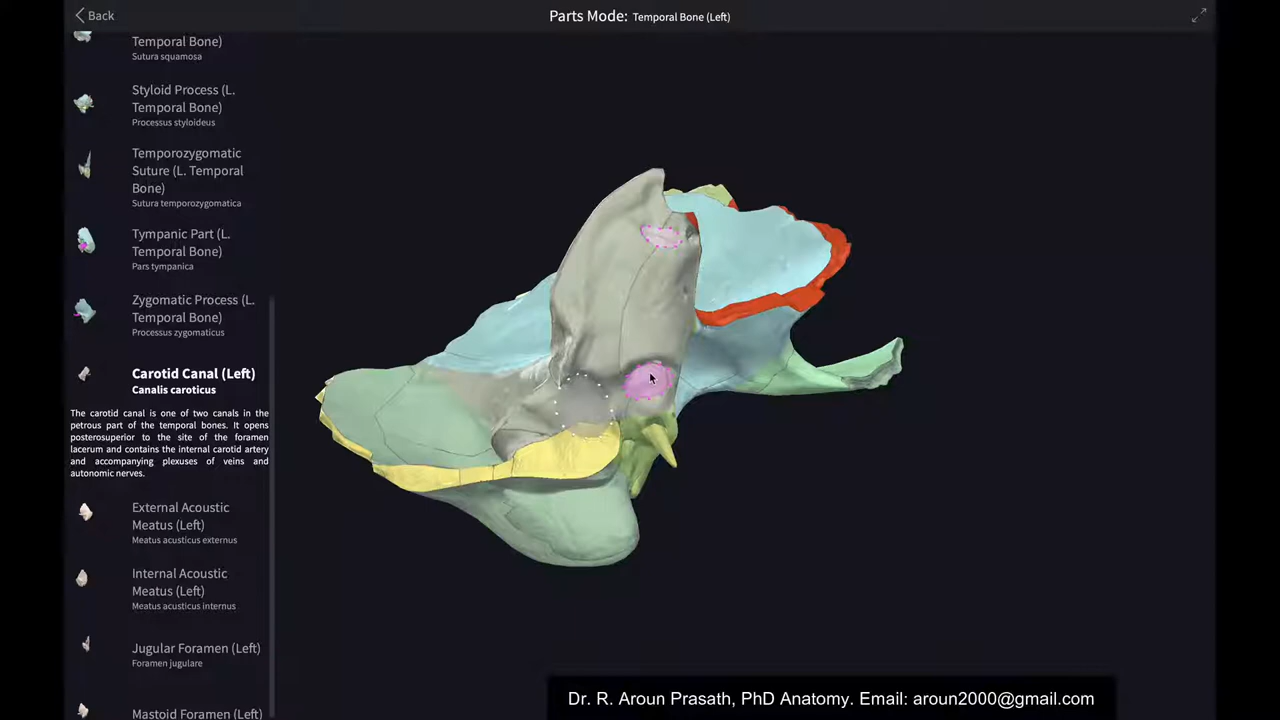 Back
Parts Mode: Temporal Bone (Left)
Temporal Bone)
Sutura squamosa
Styloid Process (L.
Temporal Bone)
Processus styloideus
Temporozygomatic
Suture (L. Temporal
Bone)
Sutura temporozygomatica
Tympanic Part (L.
Temporal Bone)
Pars tympanica
Zygomatic Process (L.
Temporal Bone)
Processus zygomaticus
Carotid Canal (Left)
Canalis caroticus
The carotid canal is one of two canals in the
petrous part of the temporal bones. It opens
posterosuperior to the site of the foramen
lacerum and contains the internal carotid artery
and accompanying plexuses of veins and
autonomic nerves.
External Acoustic
Meatus (Left)
Meatus acusticus externus
Internal Acoustic
Meatus (Left)
Meatus acusticus internus
Jugular Foramen (Left)
Foramen jugulare
Mastoid Foramen (Left)
Dr. R. Aroun Prasath, PhD Anatomy. Email: aroun2000@gmail.com